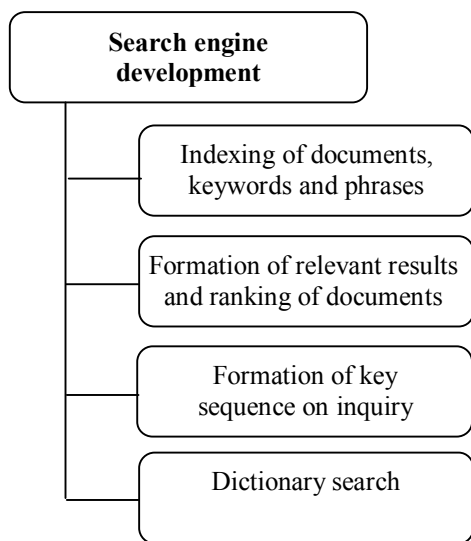 Search engine
development
Indexing of documents,
keywords and phrases
Formation of relevant results
and ranking of documents
Formation of key
sequence on inquiry
Dictionary search